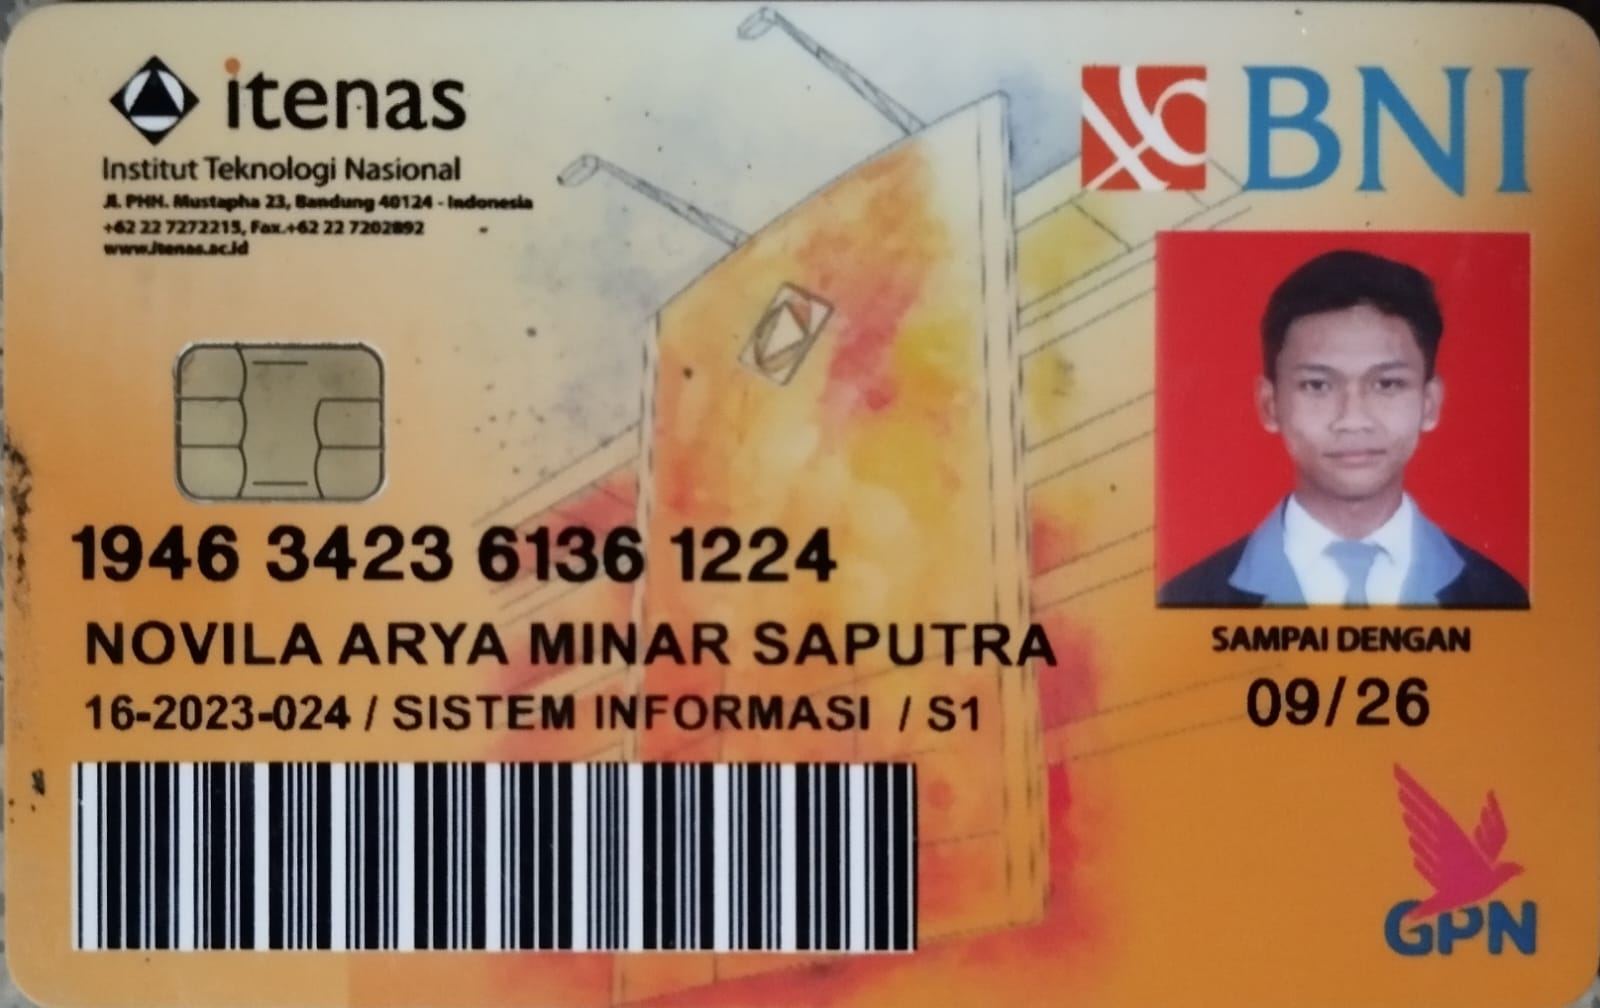 itenas
Institut Teknologi Nasional
Jl. PHH. Mustapha 23, Bandung 40124 - Indonesia
+62 22 7272215, Fax.+62 22 7202892
www.itenas.ac.id
BNI
1946 3423 6136 1224
NOVILA ARYA MINAR SAPUTRA
16-2023-024 / SISTEM INFORMASI / S1
SAMPAI DENGAN
09/26
GPN